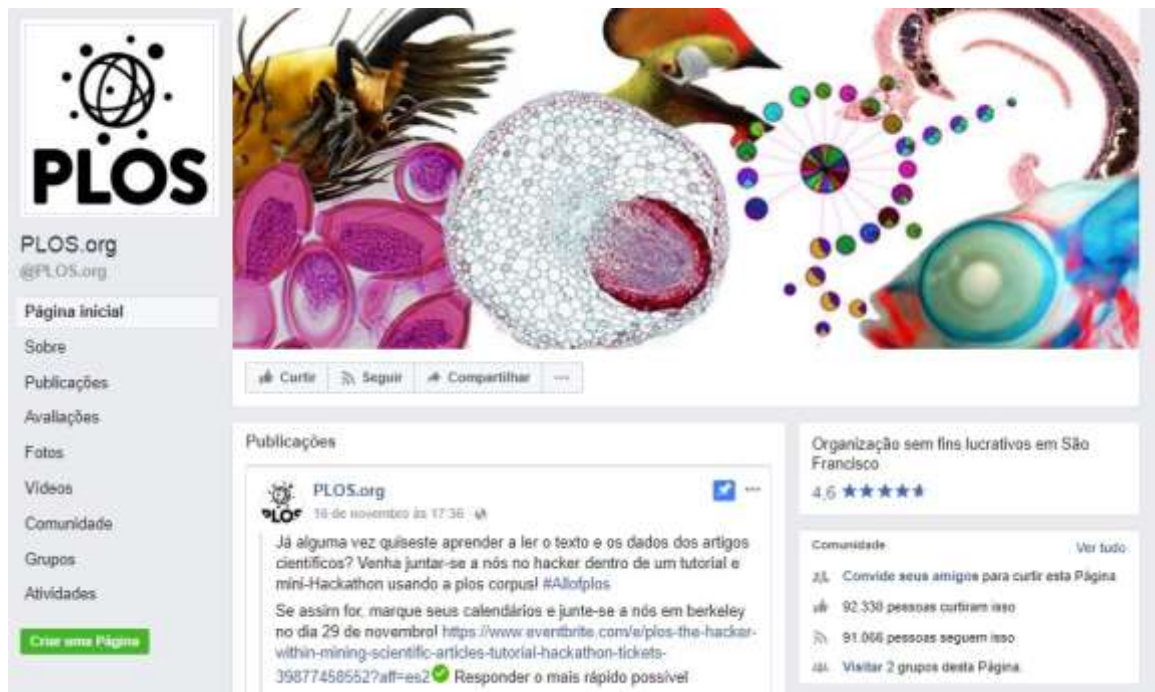 PLOS
PLOS.org
@PLOS.org
Página inicial
Sobre
Publicações
Avaliações
Fotos
Vídeos
Comunidade
Grupos
Atividades
Criar uma Página
Curtir Seguir Compartilhar ...
Publicações
PLOS
PLOS.org ...
16 de novembro às 17:36
Já alguma vez quiseste aprender a ler o texto e os dados dos artigos
científicos? Venha juntar-se a nós no hacker dentro de um tutorial e
mini-Hackathon usando a plos corpus! #Allofplos
Se assim for, marque seus calendários e junte-se a nós em berkeley
no dia 29 de novembro! https://www.eventbrite.com/e/plos-the-hacker-
within-mining-scientific-articles-tutorial-hackathon-tickets-
39877458552?aff=es2 Responder o mais rápido possível
Organização sem fins lucrativos em São
Francisco
4,6
Comunidade Ver tudo
Convide seus amigos para curtir esta Página
92.338 pessoas curtiram isso
91.066 pessoas seguem isso
Visitar 2 grupos desta Página.